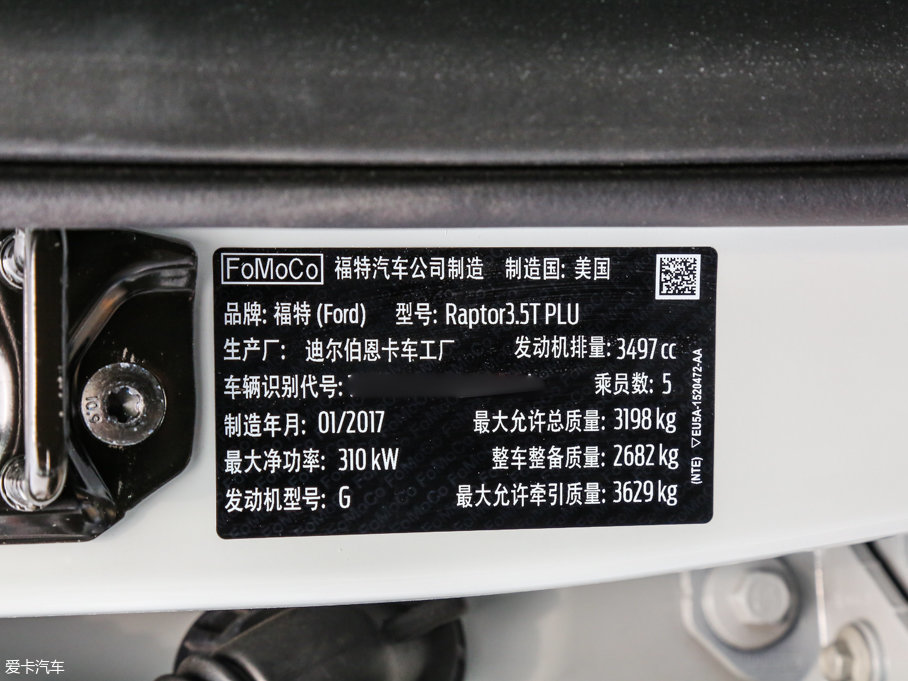 FoMoCo 福特汽车公司制造 制造国: 美国
品牌: 福特 (Ford) 型号: Raptor3.5T PLU
生产厂: 迪尔伯恩卡车工厂 发动机排量: 3497 cc
车辆识别代号: 乘员数: 5
制造年月: 01/2017 最大允许总质量: 3198 kg
最大净功率: 310 kW 整车整备质量: 2682 kg
发动机型号: G 最大允许牵引质量: 3629 kg
(NTE) ▽EU5A-1520472-AA
10.9
爱卡汽车